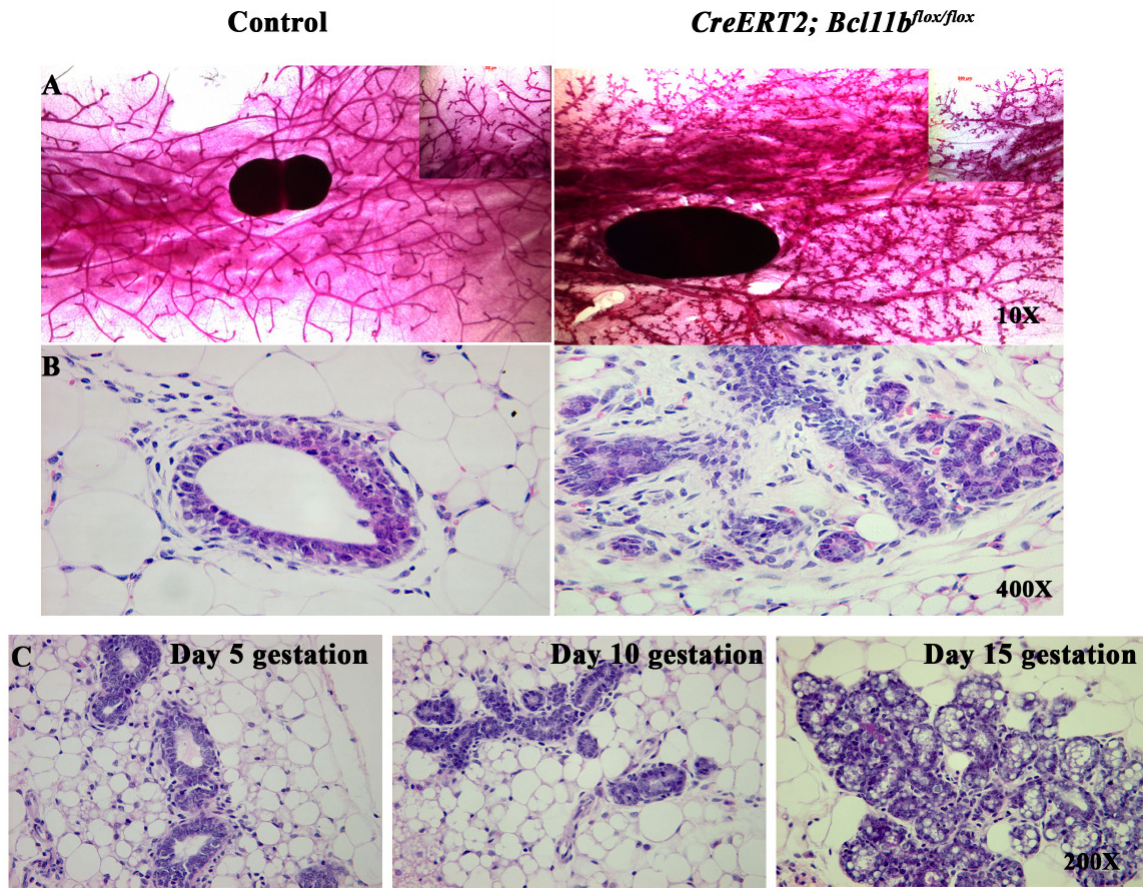 Control
CreERT2; Bcl11b^flox/flox
A
10X
B
400X
C
Day 5 gestation
Day 10 gestation
Day 15 gestation
200X